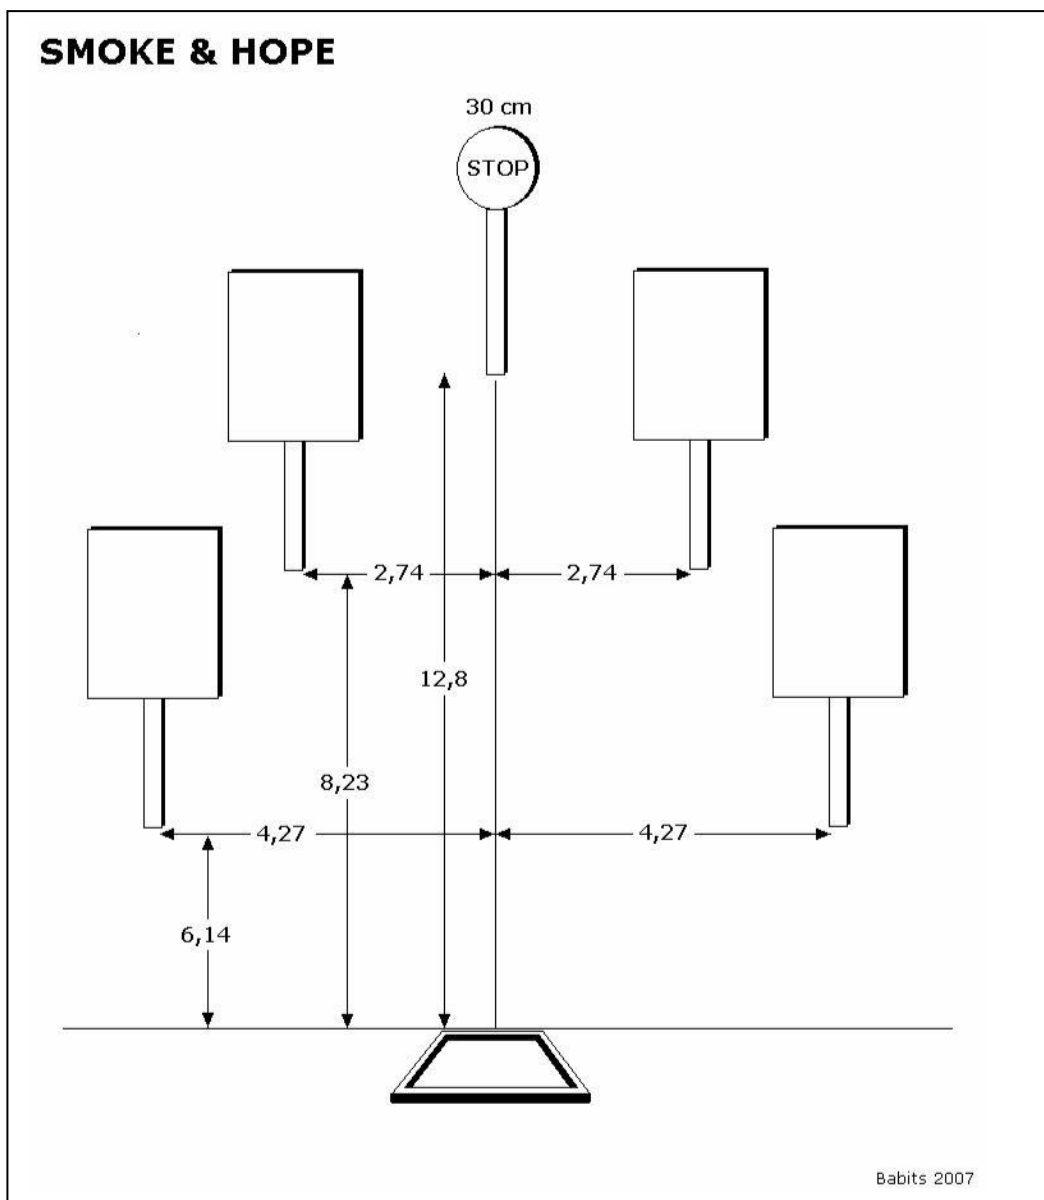 SMOKE & HOPE
30 cm
STOP
2,74 2,74
12,8
8,23
4,27 4,27
6,14
Babits 2007